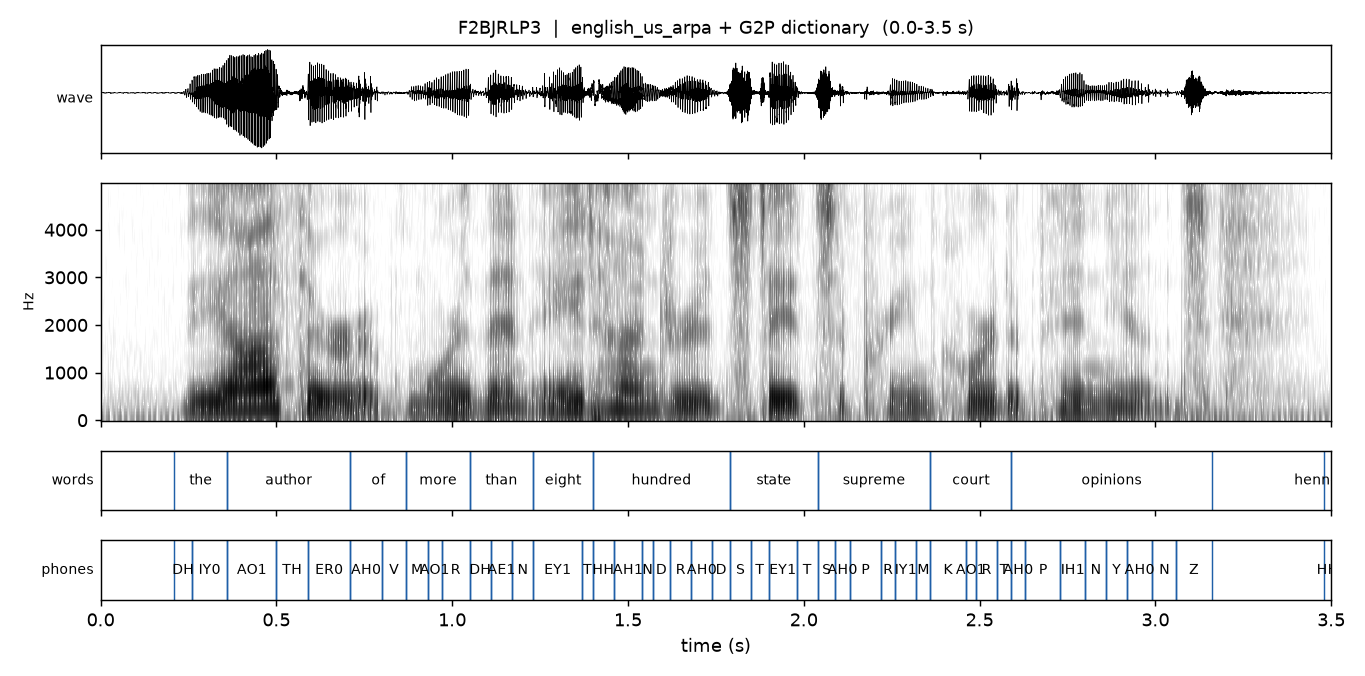 F2BJRLP3 | english_us_arpa + G2P dictionary (0.0-3.5 s)
wave
4000
3000
2000
1000
0
Hz
words the author of more than eight hundred state supreme court opinions henn
phones DH IY0 AO1 TH ER0 AH0 V M AO1 R DH AE1 N EY1 T HH AH1 N D R AH0 D S T EY1 T S AH0 P R IY1 M K AO1 R T AH0 P IH1 N Y AH0 N Z HH
0.0 0.5 1.0 1.5 2.0 2.5 3.0 3.5
time (s)